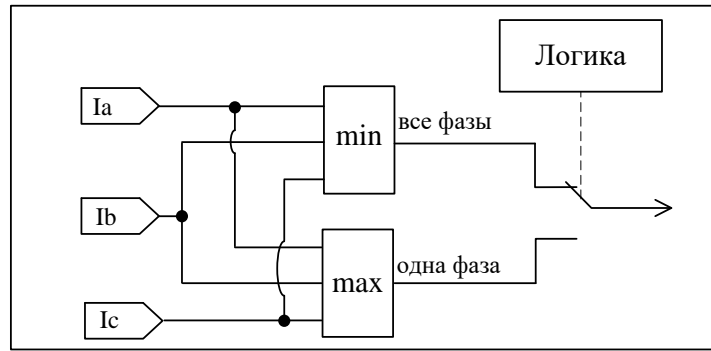 Логика
Ia
min
все фазы
Ib
max
одна фаза
Ic